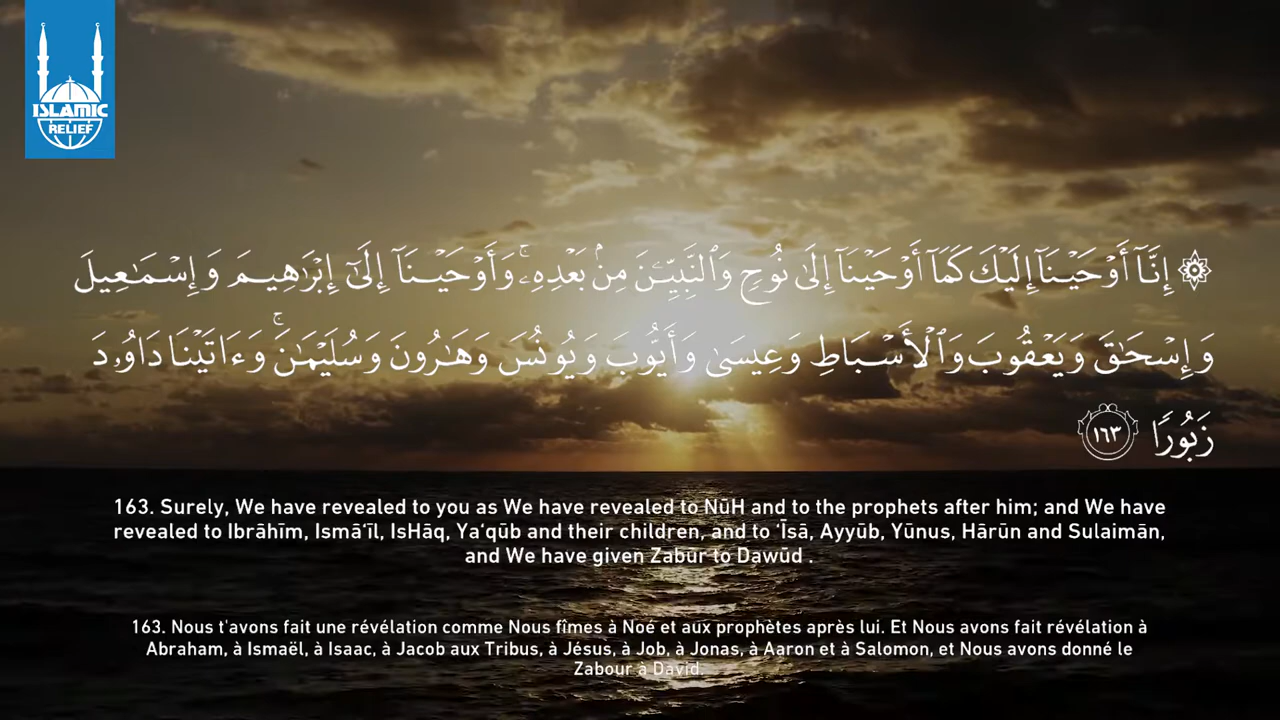 ISLAMIC
RELIEF
۞ إِنَّآ أَوْحَيْنَآ إِلَيْكَ كَمَآ أَوْحَيْنَآ إِلَىٰ نُوحٍ وَٱلنَّبِيِّـۧنَ مِنۢ بَعْدِهِۦ ۚ وَأَوْحَيْنَآ إِلَىٰٓ إِبْرَٰهِيمَ وَإِسْمَـٰعِيلَ
وَإِسْحَـٰقَ وَيَعْقُوبَ وَٱلْأَسْبَاطِ وَعِيسَىٰ وَأَيُّوبَ وَيُونُسَ وَهَـٰرُونَ وَسُلَيْمَـٰنَ ۚ وَءَاتَيْنَا دَاوُۥدَ
زَبُورًا ١٦٣
163. Surely, We have revealed to you as We have revealed to NūH and to the prophets after him; and We have
revealed to Ibrāhīm, Ismā‘īl, IsHāq, Ya‘qūb and their children, and to ‘Īsā, Ayyūb, Yūnus, Hārūn and Sulaimān,
and We have given Zabūr to Dawūd .
163. Nous t'avons fait une révélation comme Nous fîmes à Noé et aux prophètes après lui. Et Nous avons fait révélation à
Abraham, à Ismaël, à Isaac, à Jacob aux Tribus, à Jésus, à Job, à Jonas, à Aaron et à Salomon, et Nous avons donné le
Zabour à David.